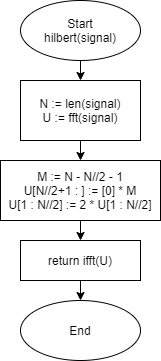 Start
hilbert(signal)
N := len(signal)
U := fft(signal)
M := N - N//2 - 1
U[N//2+1 : ] := [0] * M
U[1 : N//2] := 2 * U[1 : N//2]
return ifft(U)
End